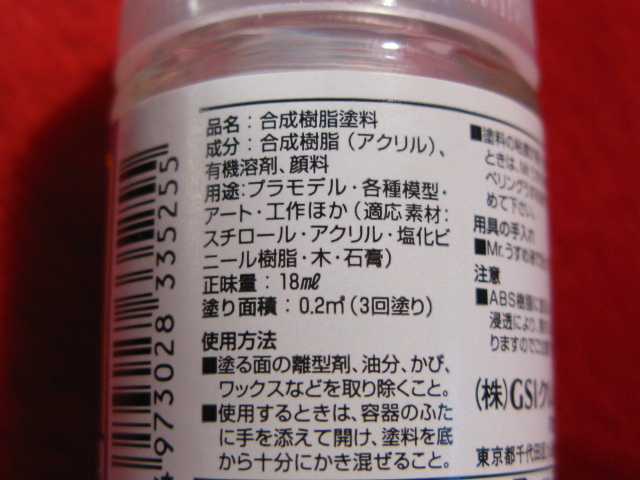 品名：合成樹脂塗料
成分：合成樹脂（アクリル）、
有機溶剤、顔料
用途：プラモデル・各種模型・
アート・工作ほか（適応素材：
スチロール・アクリル・塩化ビ
ニール樹脂・木・石膏）
正味量：18㎖
塗り面積：0.2㎡（3回塗り）
使用方法
■塗る面の離型剤、油分、かび、
ワックスなどを取り除くこと。
■使用するときは、容器のふた
に手を添えて開け、塗料を底
から十分にかき混ぜること。
■塗料の
ときは、
めて下さい。
用具の手入れ
■Mr.うすめ
注意
■ABS樹脂に
浸透により、
りますのでご
(株)GSIクレ
東京都千代田区
973028 335255